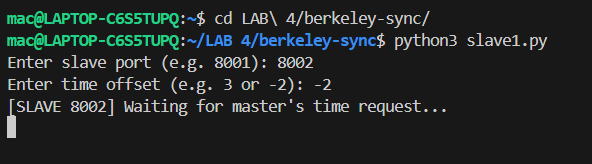 mac@LAPTOP-C6S5TUPQ:~$ cd LAB\ 4/berkeley-sync/
mac@LAPTOP-C6S5TUPQ:~/LAB 4/berkeley-sync$ python3 slave1.py
Enter slave port (e.g. 8001): 8002
Enter time offset (e.g. 3 or -2): -2
[SLAVE 8002] Waiting for master's time request...